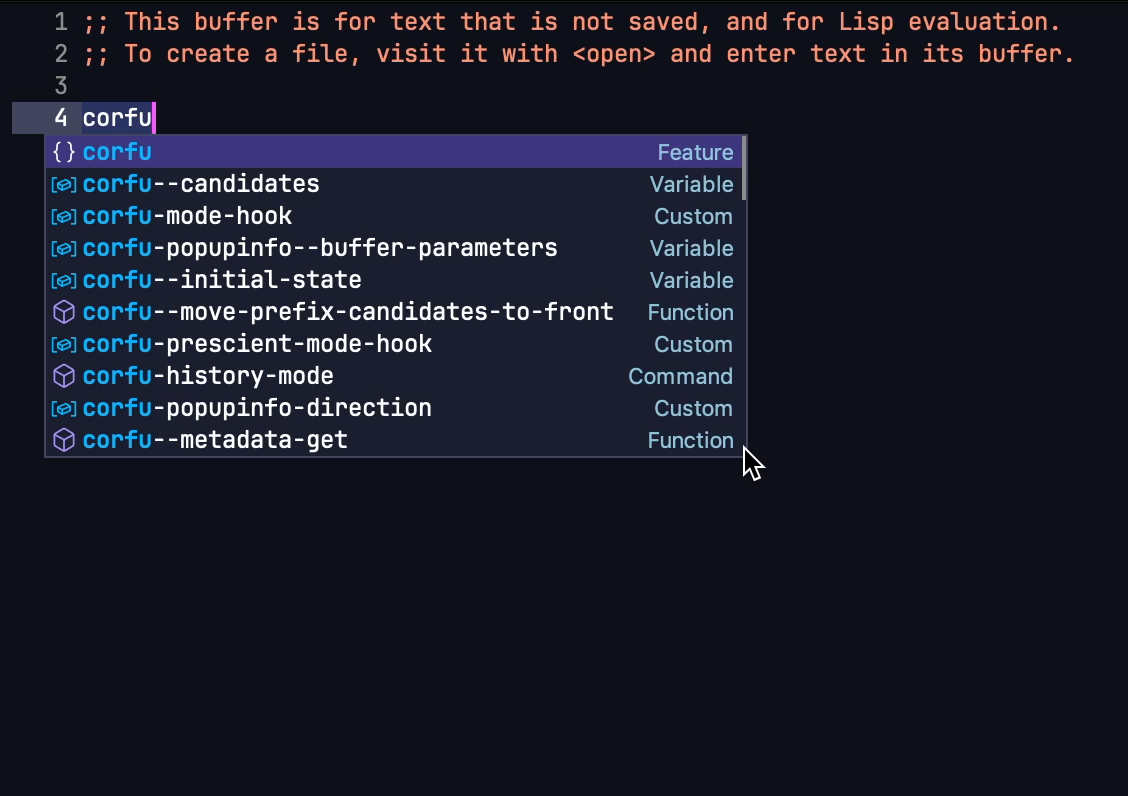 1 ;; This buffer is for text that is not saved, and for Lisp evaluation.
2 ;; To create a file, visit it with <open> and enter text in its buffer.
3
4 corfu
{} corfu Feature
corfu--candidates Variable
corfu-mode-hook Custom
corfu-popupinfo--buffer-parameters Variable
corfu--initial-state Variable
corfu--move-prefix-candidates-to-front Function
corfu-prescient-mode-hook Custom
corfu-history-mode Command
corfu-popupinfo-direction Custom
corfu--metadata-get Function